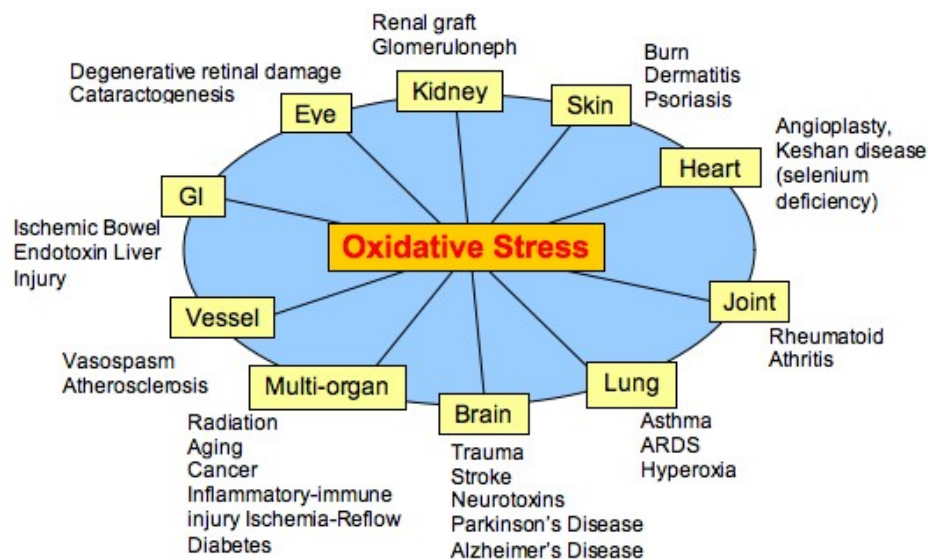 Renal graft
Glomeruloneph
Kidney
Burn
Dermatitis
Psoriasis
Skin
Degenerative retinal damage
Cataractogenesis
Eye
Angioplasty,
Keshan disease
(selenium
deficiency)
Heart
GI
Ischemic Bowel
Endotoxin Liver
Injury
Oxidative Stress
Joint
Rheumatoid
Athritis
Vessel
Vasospasm
Atherosclerosis
Multi-organ
Radiation
Aging
Cancer
Inflammatory-immune
injury Ischemia-Reflow
Diabetes
Brain
Trauma
Stroke
Neurotoxins
Parkinson's Disease
Alzheimer's Disease
Lung
Asthma
ARDS
Hyperoxia